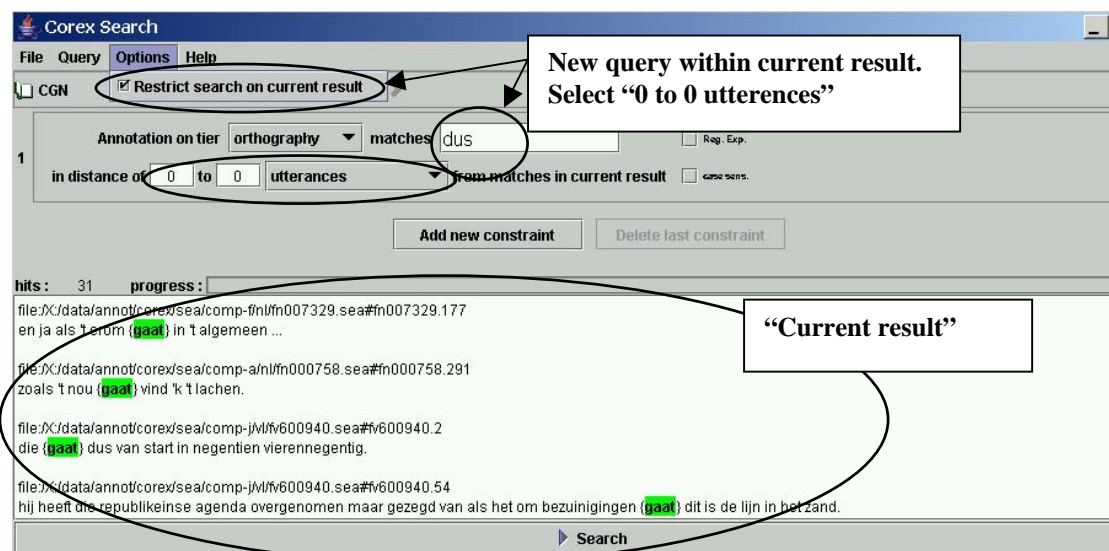 Corex Search
File Query Options Help
CGN
Restrict search on current result
New query within current result.
Select “0 to 0 utterences”
1
Annotation on tier orthography matches dus Reg. Exp.
in distance of 0 to 0 utterances from matches in current result case sens.
Add new constraint Delete last constraint
hits : 31 progress :
file:/X:/data/annot/corex/sea/comp-f/nl/fn007329.sea#fn007329.177
en ja als 't erom {gaat} in 't algemeen ...
“Current result”
file:/X:/data/annot/corex/sea/comp-a/nl/fn000758.sea#fn000758.291
zoals 't nou {gaat} vind 'k 't lachen.
file:/X:/data/annot/corex/sea/comp-j/vl/fv600940.sea#fv600940.2
die {gaat} dus van start in negentien vierennegentig.
file:/X:/data/annot/corex/sea/comp-j/vl/fv600940.sea#fv600940.54
hij heeft die republikeinse agenda overgenomen maar gezegd van als het om bezuinigingen {gaat} dit is de lijn in het zand.
Search